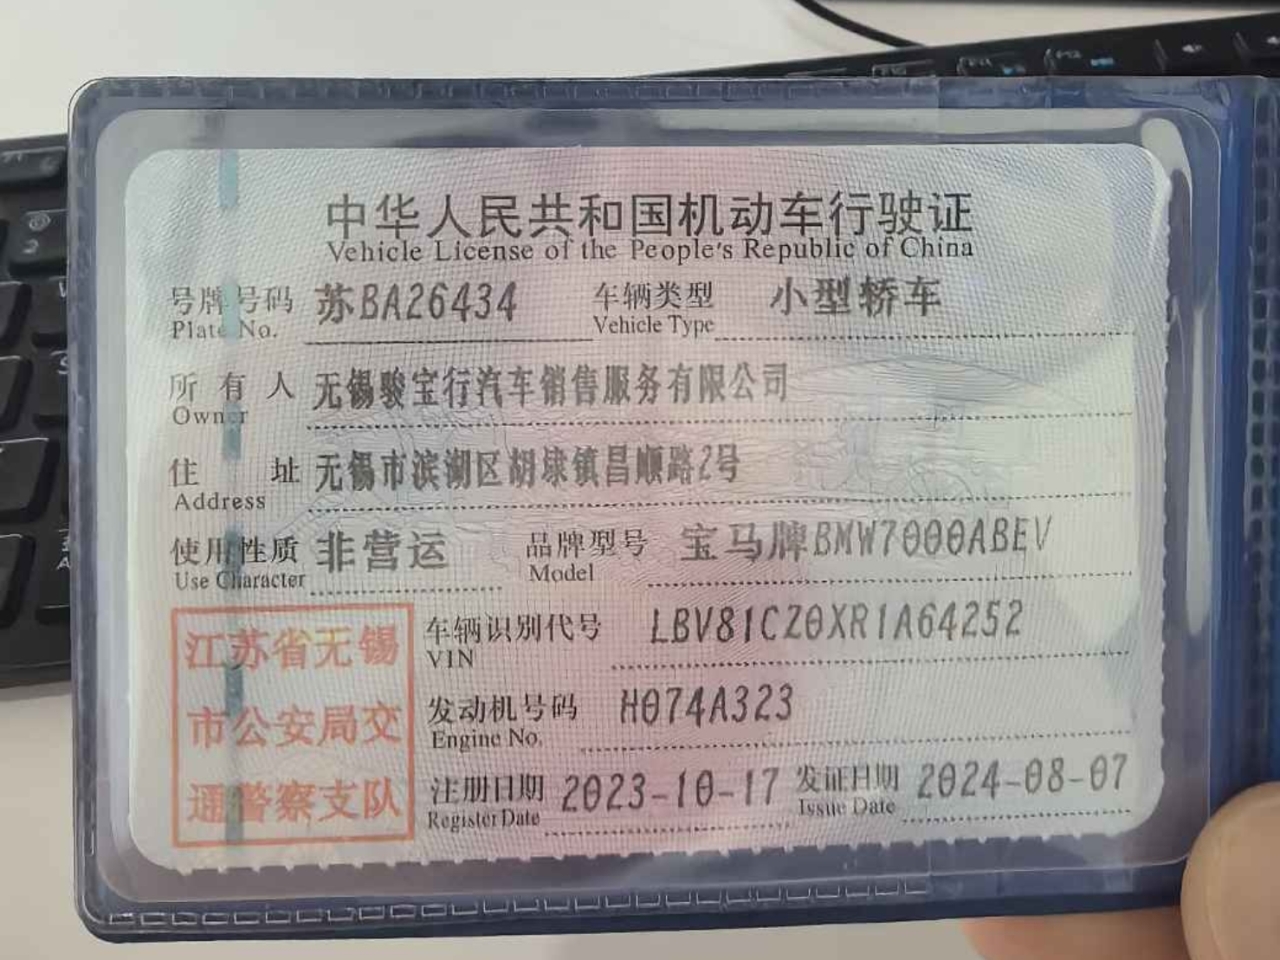 中华人民共和国机动车行驶证
Vehicle License of the People's Republic of China
号牌号码 苏BA26434 车辆类型 小型轿车
Plate No. Vehicle Type
所有人 无锡骏宝行汽车销售服务有限公司
Owner
住址 无锡市滨湖区胡埭镇昌顺路2号
Address
使用性质 非营运 品牌型号 宝马牌BMW7000ABEV
Use Character Model
江苏省无锡
市公安局交
通警察支队
车辆识别代号 LBV81CZ0XR1A64252
VIN
发动机号码 H074A323
Engine No.
注册日期 2023-10-17 发证日期 2024-08-07
Register Date Issue Date